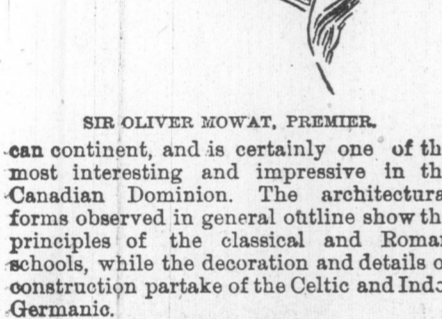 SIR OLIVER MOWAT, PREMIER.
can continent, and is certainly one of th
most interesting and impressive in th
Canadian Dominion. The architectura
forms observed in general outline show th
principles of the classical and Roma
schools, while the decoration and details o
construction partake of the Celtic and Indo
Germanic.